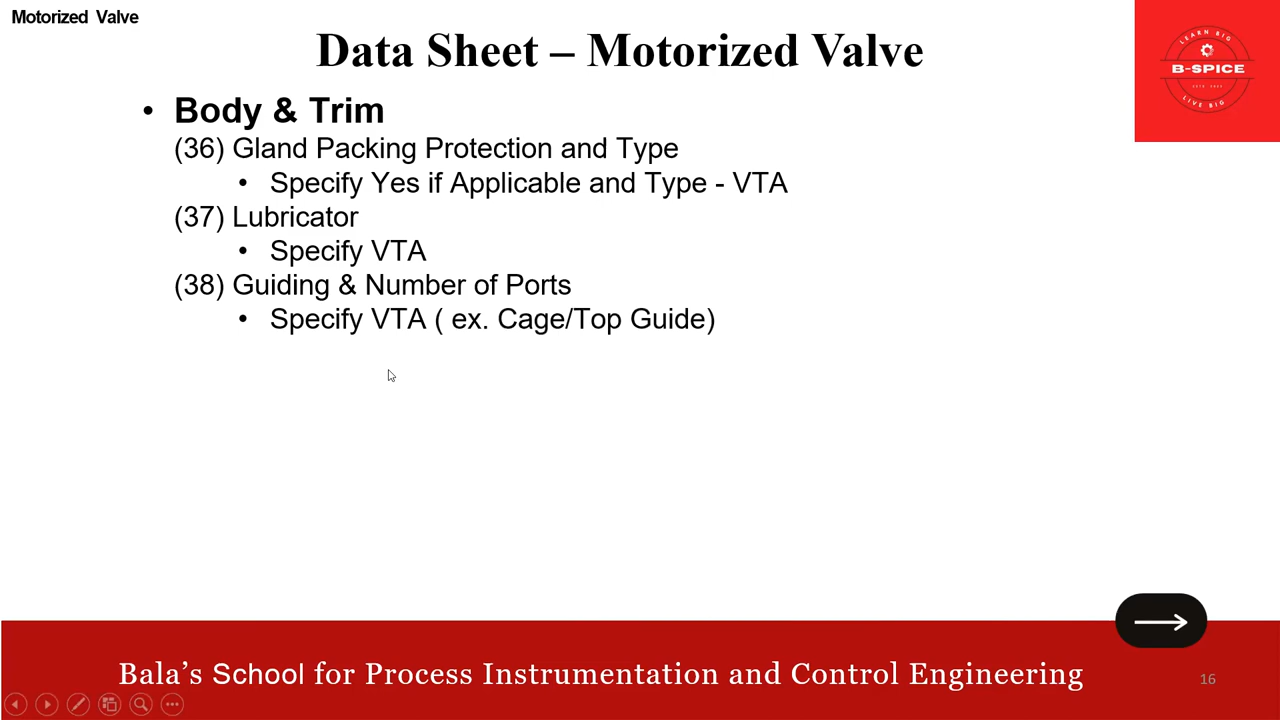 Motorized Valve
Data Sheet – Motorized Valve
LEARN BIG
B-SPICE
LIVE BIG
• Body & Trim
(36) Gland Packing Protection and Type
• Specify Yes if Applicable and Type - VTA
(37) Lubricator
• Specify VTA
(38) Guiding & Number of Ports
• Specify VTA ( ex. Cage/Top Guide)
Bala’s School for Process Instrumentation and Control Engineering
16